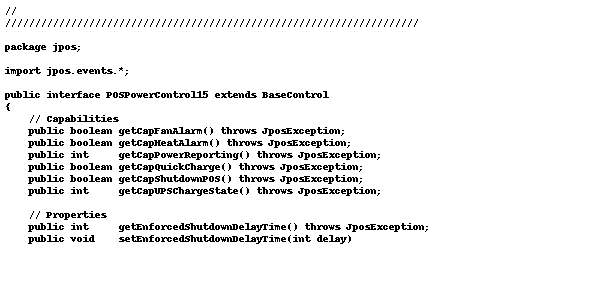 //
/////////////////////////////////////////////////////////////////////

package jpos;

import jpos.events.*;

public interface POSPowerControl15 extends BaseControl
{
    // Capabilities
    public boolean getCapFanAlarm() throws JposException;
    public boolean getCapHeatAlarm() throws JposException;
    public int     getCapPowerReporting() throws JposException;
    public boolean getCapQuickCharge() throws JposException;
    public boolean getCapShutdownPOS() throws JposException;
    public int     getCapUPSChargeState() throws JposException;

    // Properties
    public int     getEnforcedShutdownDelayTime() throws JposException;
    public void    setEnforcedShutdownDelayTime(int delay)